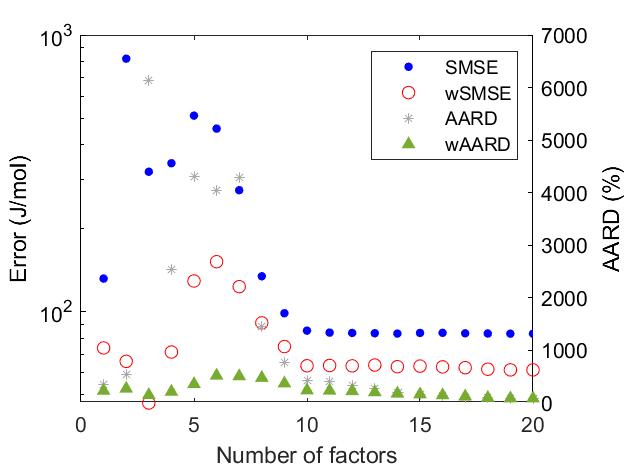 10³
10²
Error (J/mol)
SMSE
wSMSE
AARD
wAARD
7000
6000
5000
4000
3000
2000
1000
0
AARD (%)
0 5 10 15 20
Number of factors